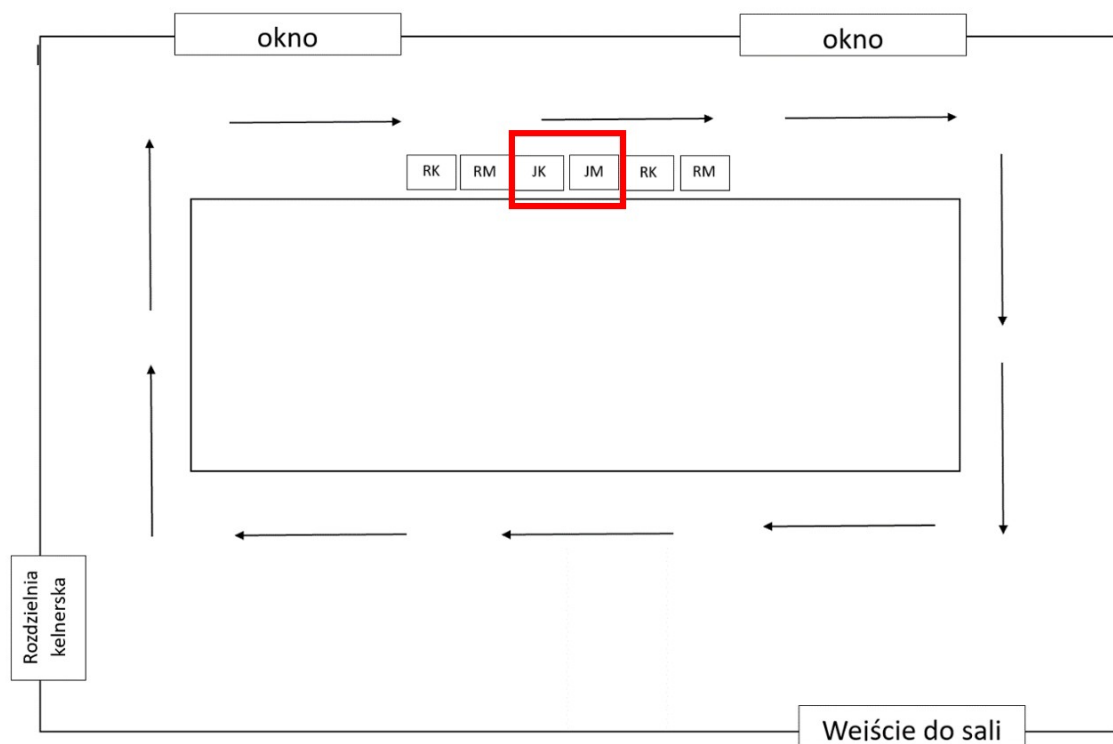 okno
okno
RK RM JK JM RK RM
Rozdzielnia
kelnerska
Wejście do sali